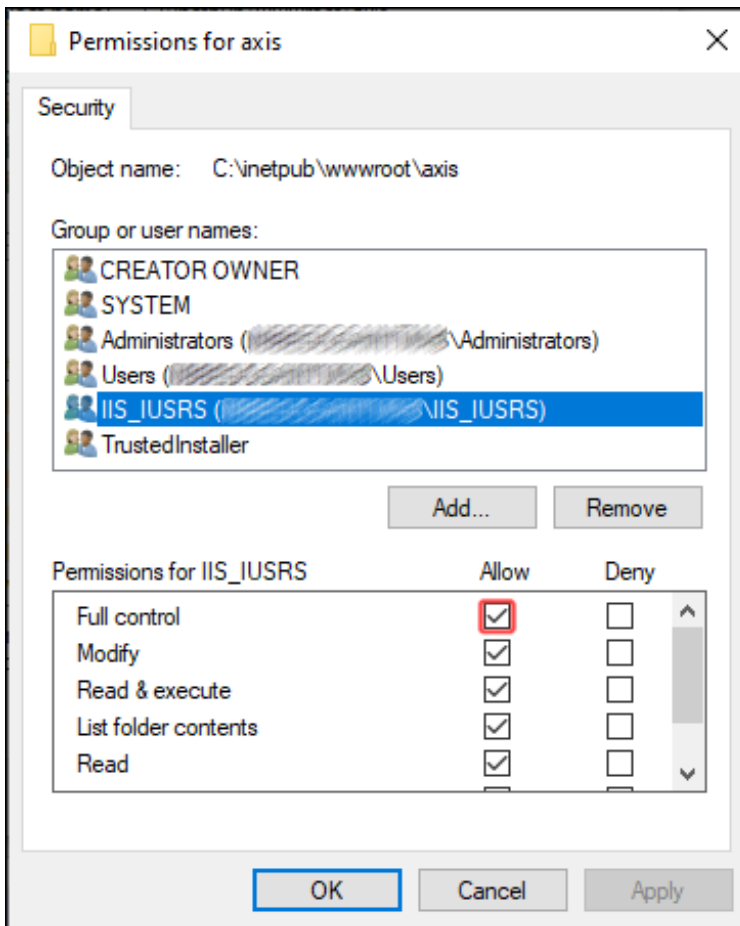 Permissions for axis
Security
Object name: C:\inetpub\wwwroot\axis
Group or user names:
CREATOR OWNER
SYSTEM
Administrators (\Administrators)
Users (\Users)
IIS_IUSRS (\IIS_IUSRS)
TrustedInstaller
Add... Remove
Permissions for IIS_IUSRS Allow Deny
Full control
Modify
Read & execute
List folder contents
Read
OK Cancel Apply